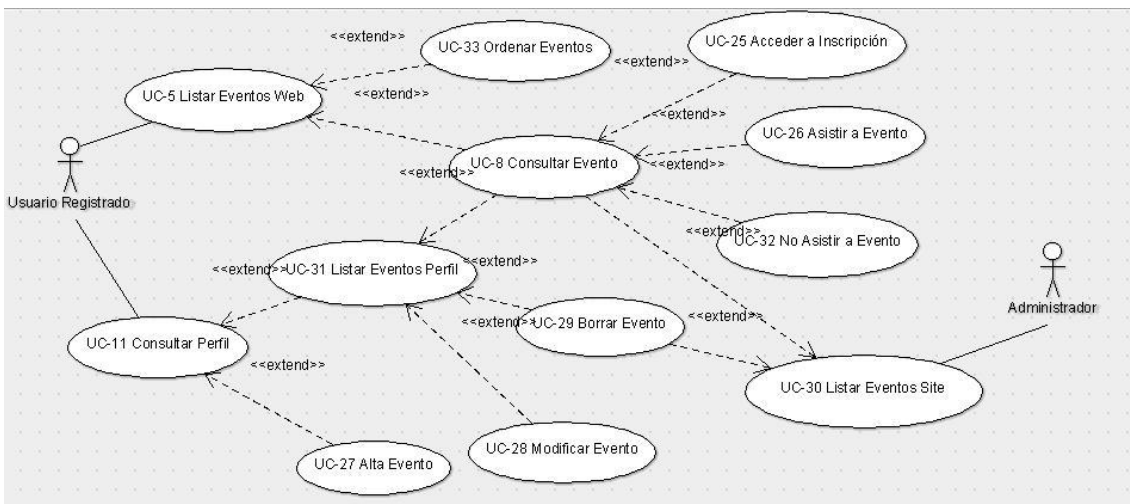 <<extend>>
UC-33 Ordenar Eventos
UC-25 Acceder a Inscripción
<<extend>>
UC-5 Listar Eventos Web
<<extend>>
<<extend>>
UC-26 Asistir a Evento
UC-8 Consultar Evento
<<extend>>
<<extend>>
Usuario Registrado
<<extend>>
UC-32 No Asistir a Evento
<<extend>>
UC-31 Listar Eventos Perfil
<<extend>>
Administrador
<<extend>>
UC-29 Borrar Evento
<<extend>>
UC-11 Consultar Perfil
<<extend>>
UC-30 Listar Eventos Site
UC-28 Modificar Evento
UC-27 Alta Evento